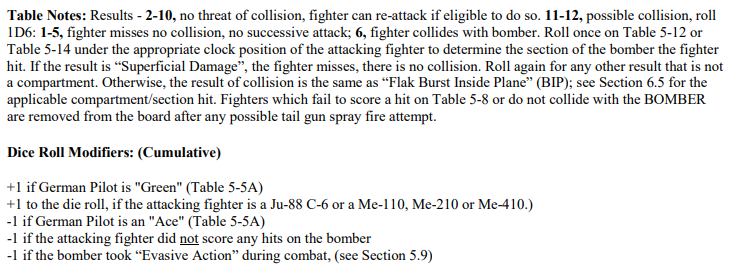 Table Notes: Results - 2-10, no threat of collision, fighter can re-attack if eligible to do so. 11-12, possible collision, roll
1D6: 1-5, fighter misses no collision, no successive attack; 6, fighter collides with bomber. Roll once on Table 5-12 or
Table 5-14 under the appropriate clock position of the attacking fighter to determine the section of the bomber the fighter
hit. If the result is “Superficial Damage”, the fighter misses, there is no collision. Roll again for any other result that is not
a compartment. Otherwise, the result of collision is the same as “Flak Burst Inside Plane” (BIP); see Section 6.5 for the
applicable compartment/section hit. Fighters which fail to score a hit on Table 5-8 or do not collide with the BOMBER
are removed from the board after any possible tail gun spray fire attempt.
Dice Roll Modifiers: (Cumulative)
+1 if German Pilot is "Green" (Table 5-5A)
+1 to the die roll, if the attacking fighter is a Ju-88 C-6 or a Me-110, Me-210 or Me-410.)
-1 if German Pilot is an "Ace" (Table 5-5A)
-1 if the attacking fighter did not score any hits on the bomber
-1 if the bomber took “Evasive Action” during combat, (see Section 5.9)